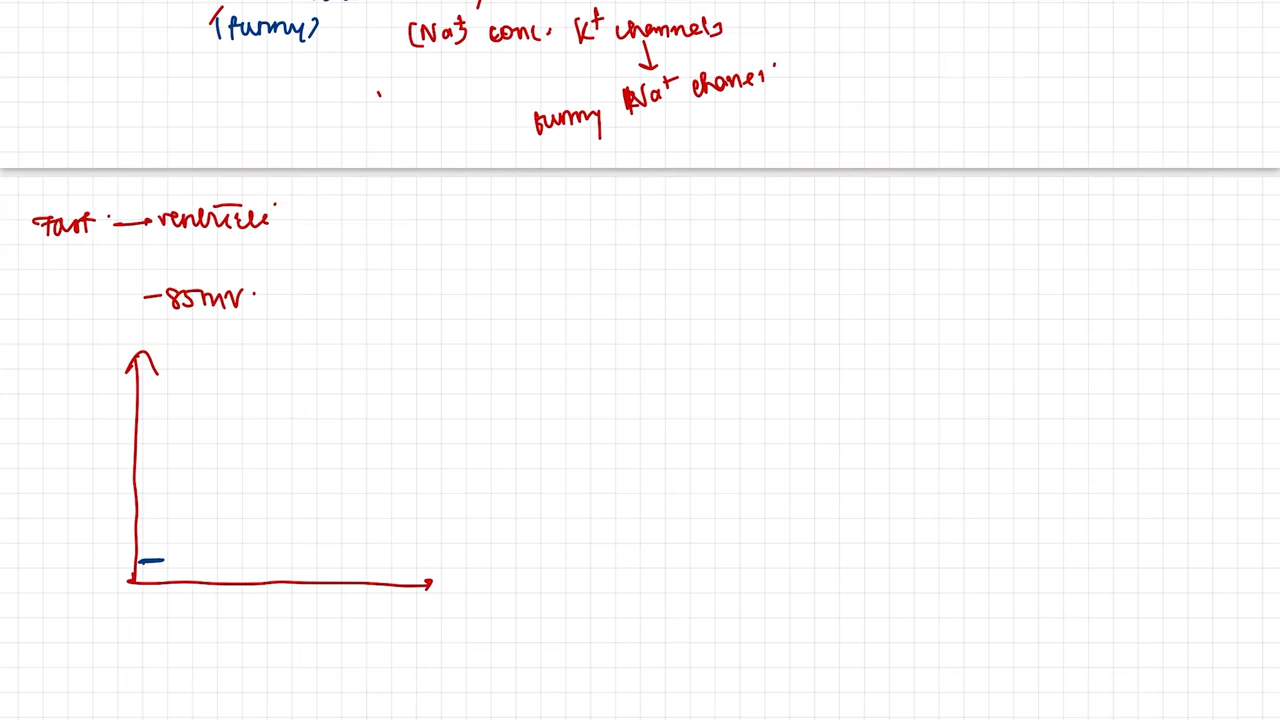 (funny) (Na⁺) conc. K⁺ channels
funny Na⁺ channel
Fast → ventricle
-85mv